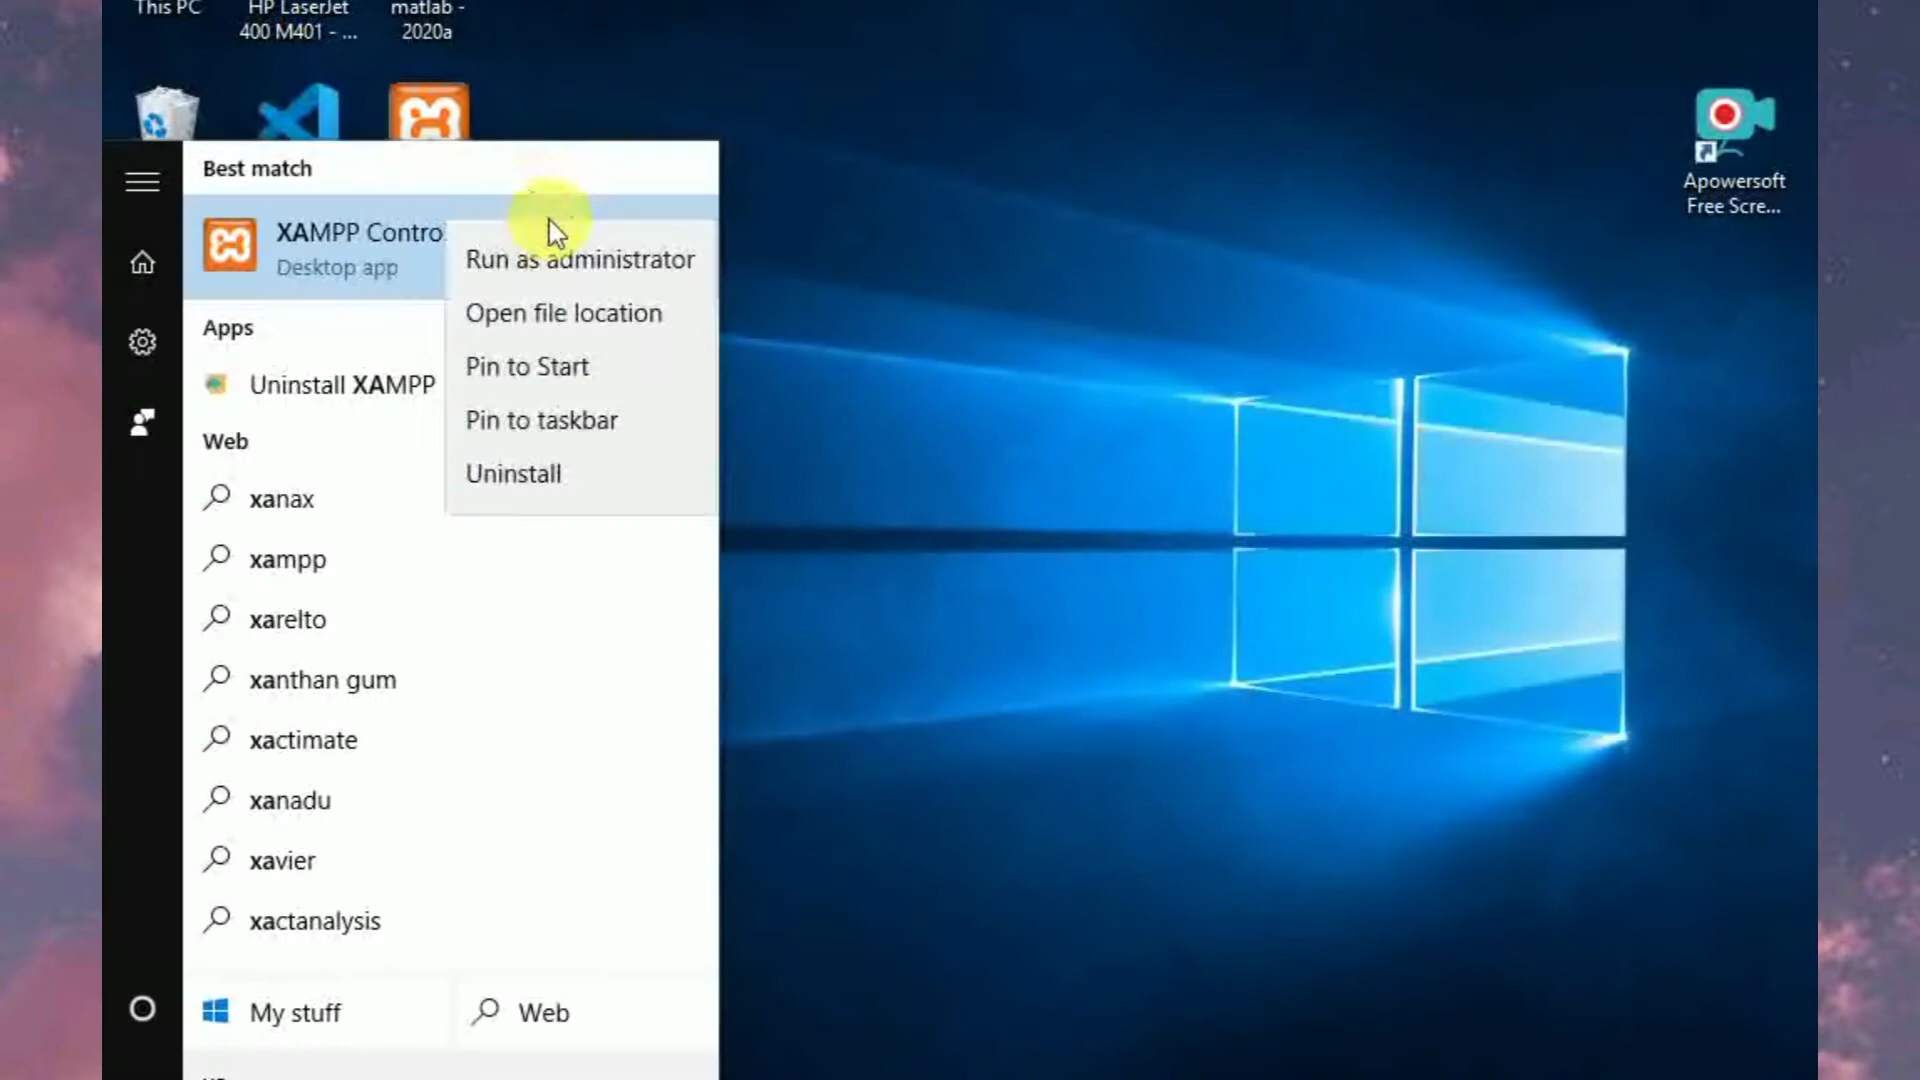 This PC
HP LaserJet
400 M401 - ...
matlab -
2020a
Apowersoft
Free Scre...
Best match
XAMPP Contro
Desktop app
Run as administrator
Open file location
Pin to Start
Pin to taskbar
Uninstall
Apps
Uninstall XAMPP
Web
xanax
xampp
xarelto
xanthan gum
xactimate
xanadu
xavier
xactanalysis
My stuff
Web